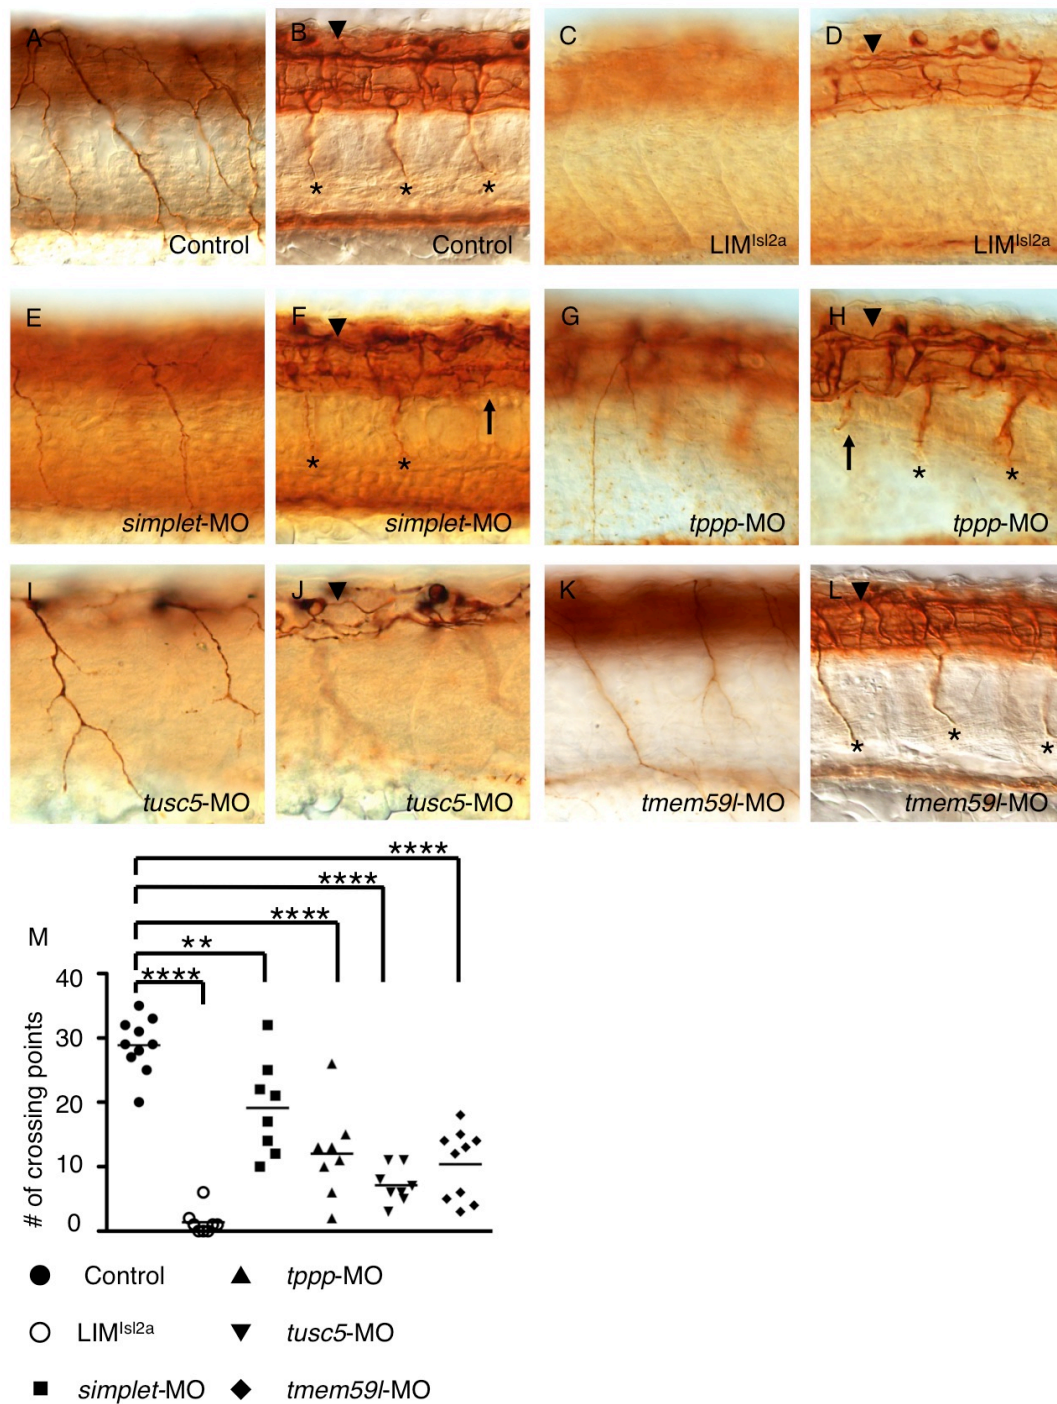 A
B
C
D
Control
Control
LIMIsl2a
LIMIsl2a
E
F
G
H
*
*
*
simplet-MO
simplet-MO
tppp-MO
tppp-MO
*
*
*
*
I
J
K
L
tusc5-MO
tusc5-MO
tmem59l-MO
tmem59l-MO
*
*
*
M
****
****
****
**
****
# of crossing points
40
30
20
10
0
Control
tppp-MO
LIMIsl2a
tusc5-MO
simplet-MO
tmem59l-MO